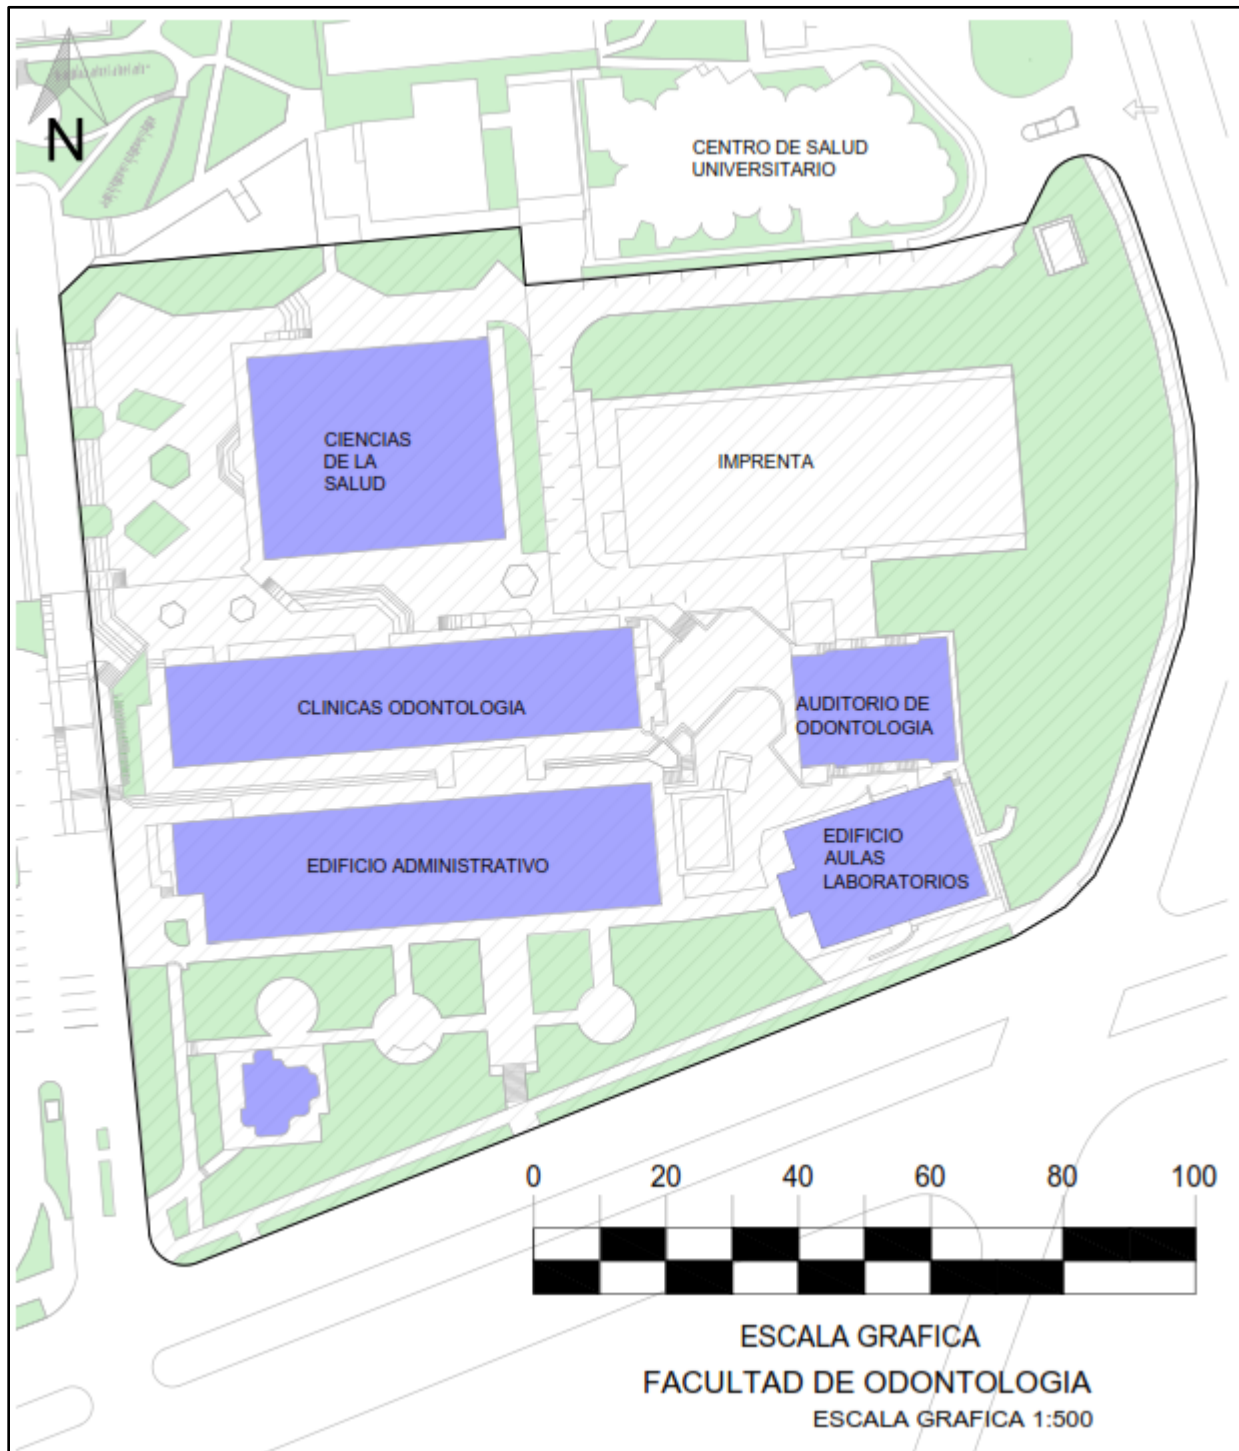 N
CENTRO DE SALUD
UNIVERSITARIO
CIENCIAS
DE LA
SALUD
IMPRENTA
CLINICAS ODONTOLOGIA
AUDITORIO DE
ODONTOLOGIA
EDIFICIO ADMINISTRATIVO
EDIFICIO
AULAS
LABORATORIOS
0 20 40 60 80 100
ESCALA GRAFICA
FACULTAD DE ODONTOLOGIA
ESCALA GRAFICA 1:500